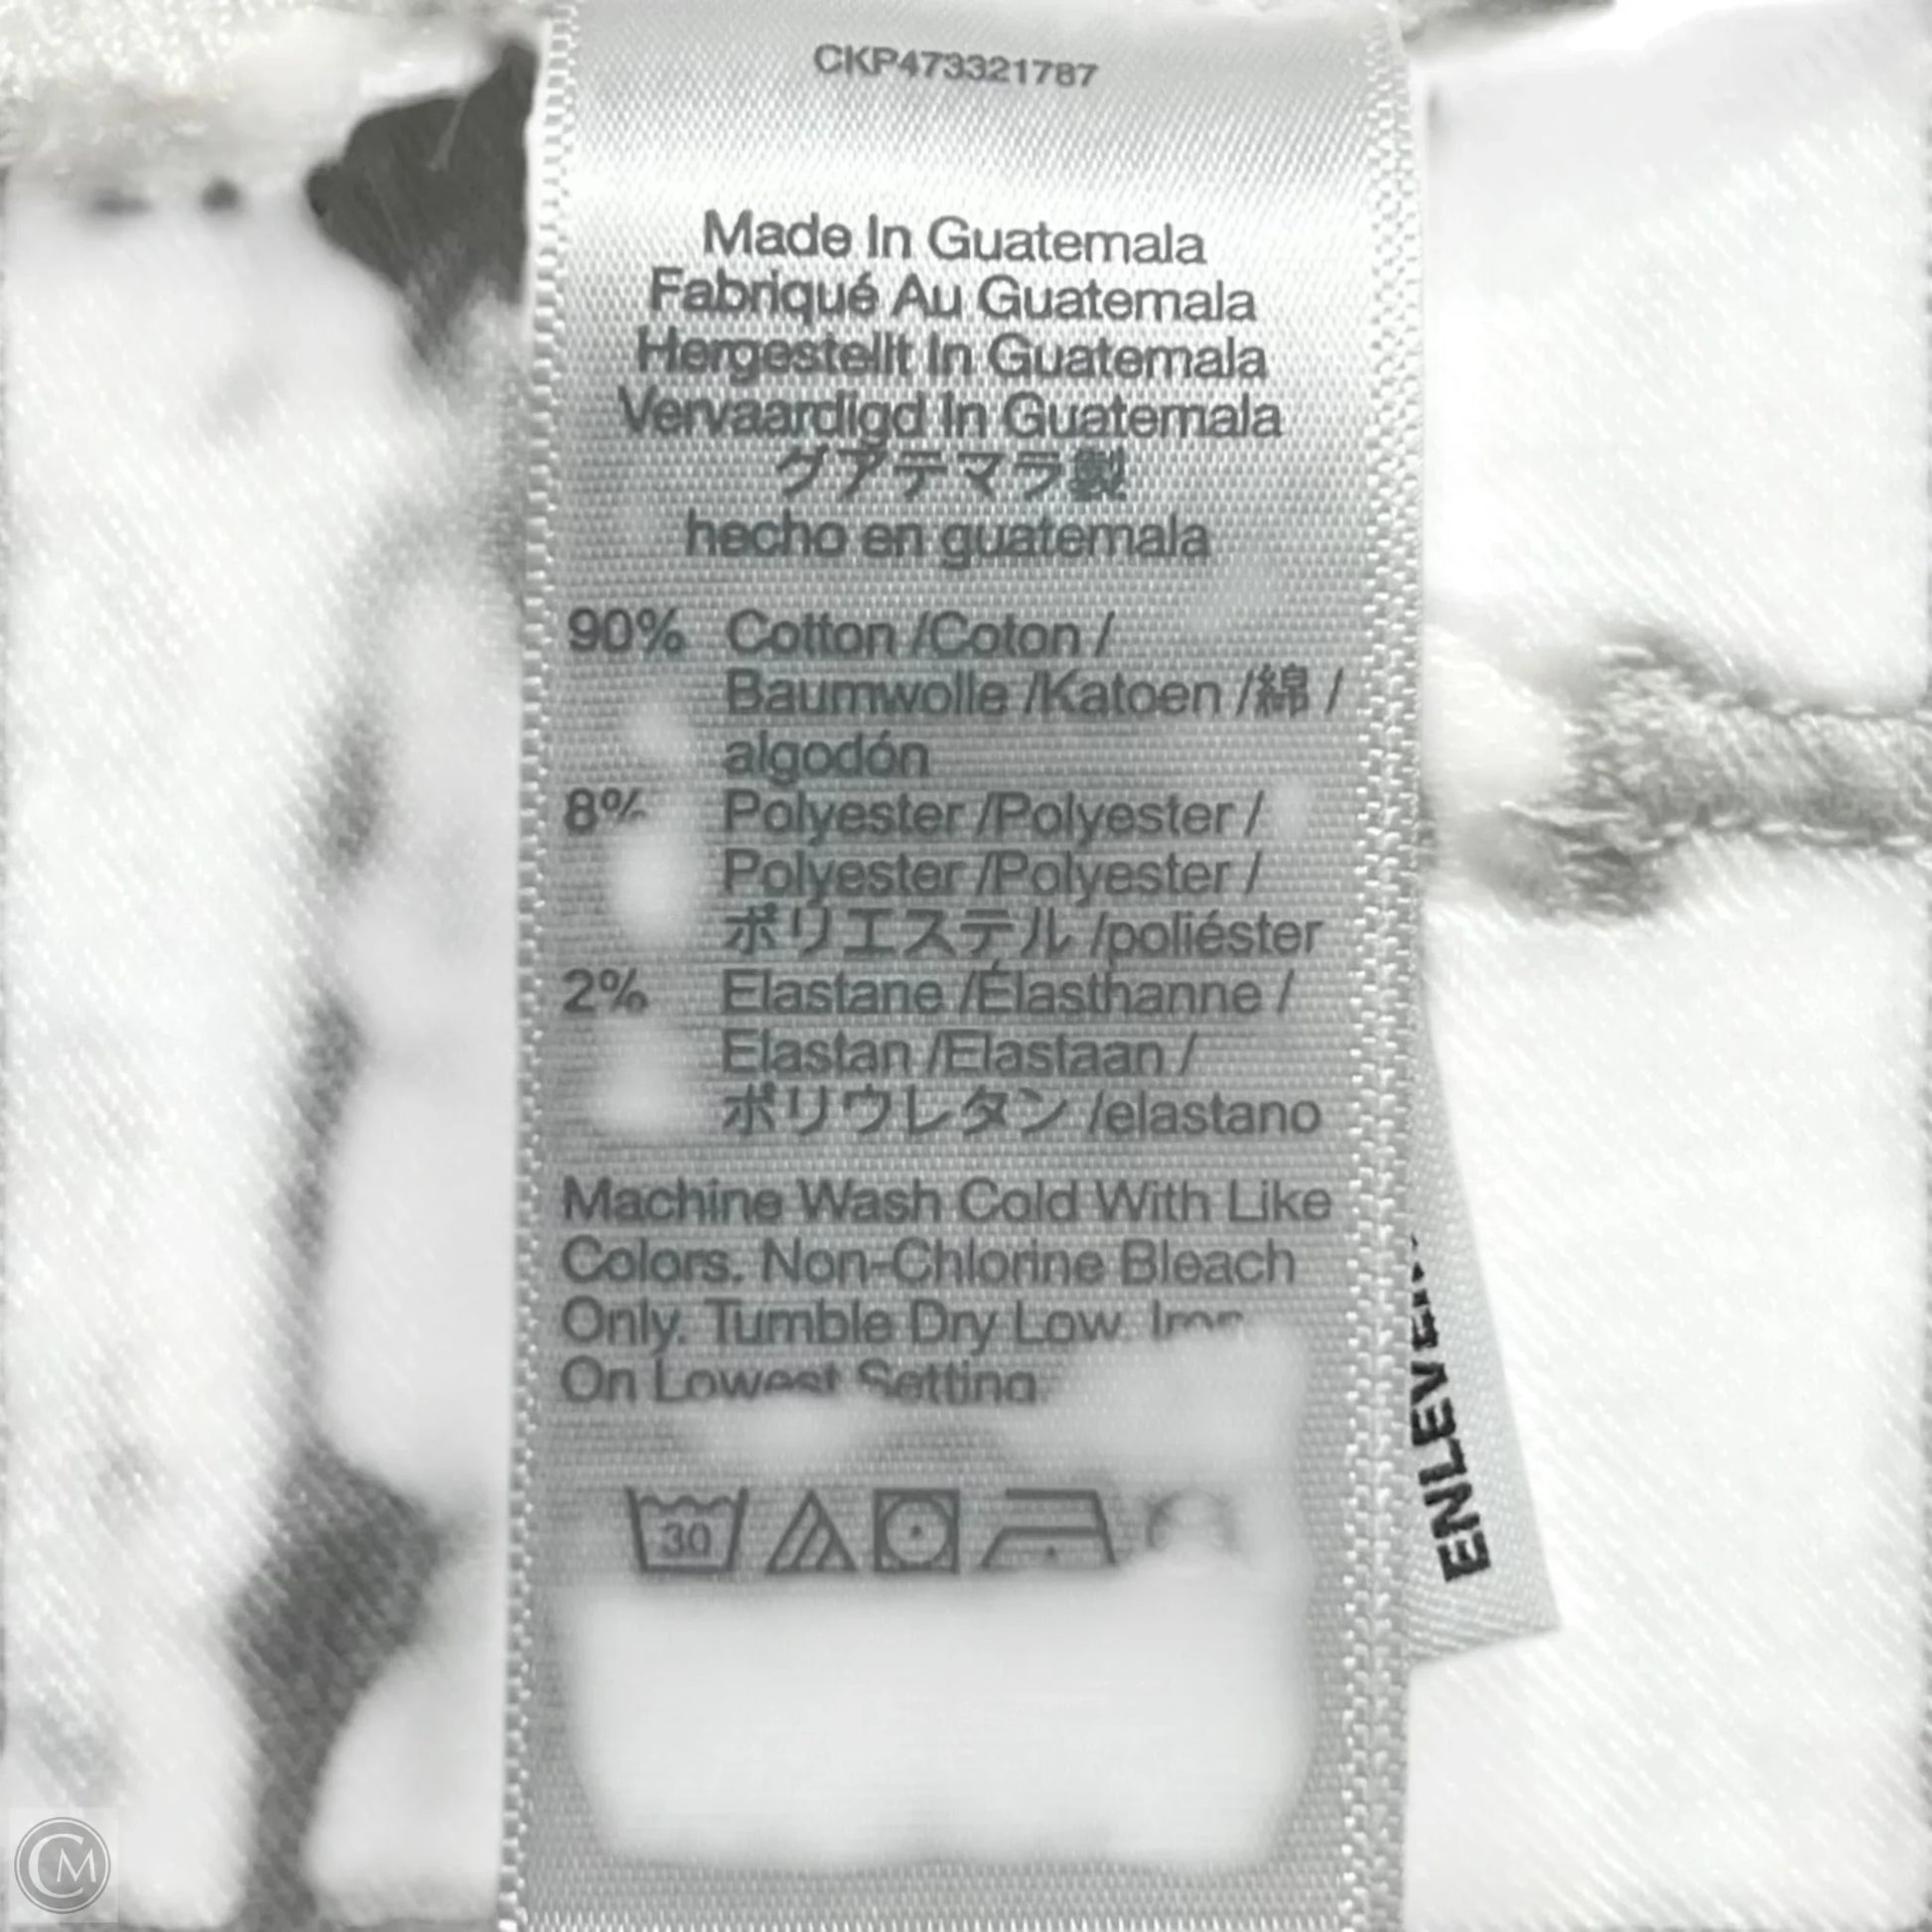 CKP473321787
Made In Guatemala
Fabriqué Au Guatemala
Hergestellt In Guatemala
Vervaardigd In Guatemala
グアテマラ製
hecho en guatemala
90% Cotton /Coton /
Baumwolle /Katoen /綿 /
algodón
8% Polyester /Polyester /
Polyester /Polyester /
ポリエステル /poliéster
2% Elastane /Élasthanne /
Elastan /Elastaan /
ポリウレタン /elastano
Machine Wash Cold With Like
Colors. Non-Chlorine Bleach
Only. Tumble Dry Low. Iron
On Lowest Setting
30
CM